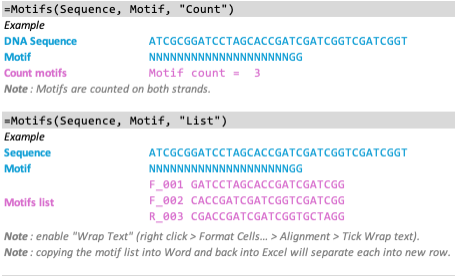 =Motifs(Sequence, Motif, "Count")
Example
DNA Sequence ATCGCGGATCCTAGCACCGATCGATCGGTCGATCGGT
Motif NNNNNNNNNNNNNNNNNNNNGG
Count motifs Motif count = 3
Note : Motifs are counted on both strands.
=Motifs(Sequence, Motif, "List")
Example
Sequence ATCGCGGATCCTAGCACCGATCGATCGGTCGATCGGT
Motif NNNNNNNNNNNNNNNNNNNNGG
F_001 GATCCTAGCACCGATCGATCGG
Motifs list F_002 CACCGATCGATCGGTCGATCGG
R_003 CGACCGATCGATCGGTGCTAGG
Note : enable "Wrap Text" (right click > Format Cells... > Alignment > Tick Wrap text).
Note : copying the motif list into Word and back into Excel will separate each into new row.